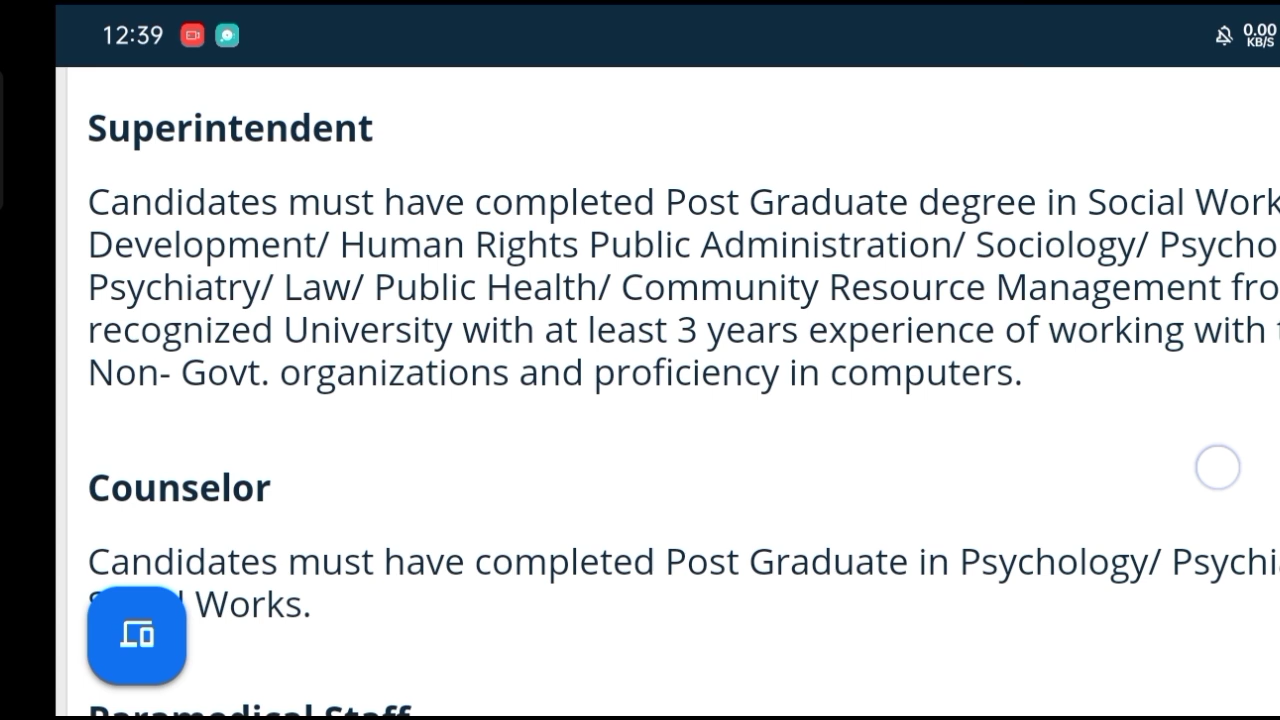 12:39
0.00
KB/S
Superintendent
Candidates must have completed Post Graduate degree in Social Work
Development/ Human Rights Public Administration/ Sociology/ Psycho
Psychiatry/ Law/ Public Health/ Community Resource Management fro
recognized University with at least 3 years experience of working with
Non- Govt. organizations and proficiency in computers.
Counselor
Candidates must have completed Post Graduate in Psychology/ Psychi
Works.
Paramedical Staff